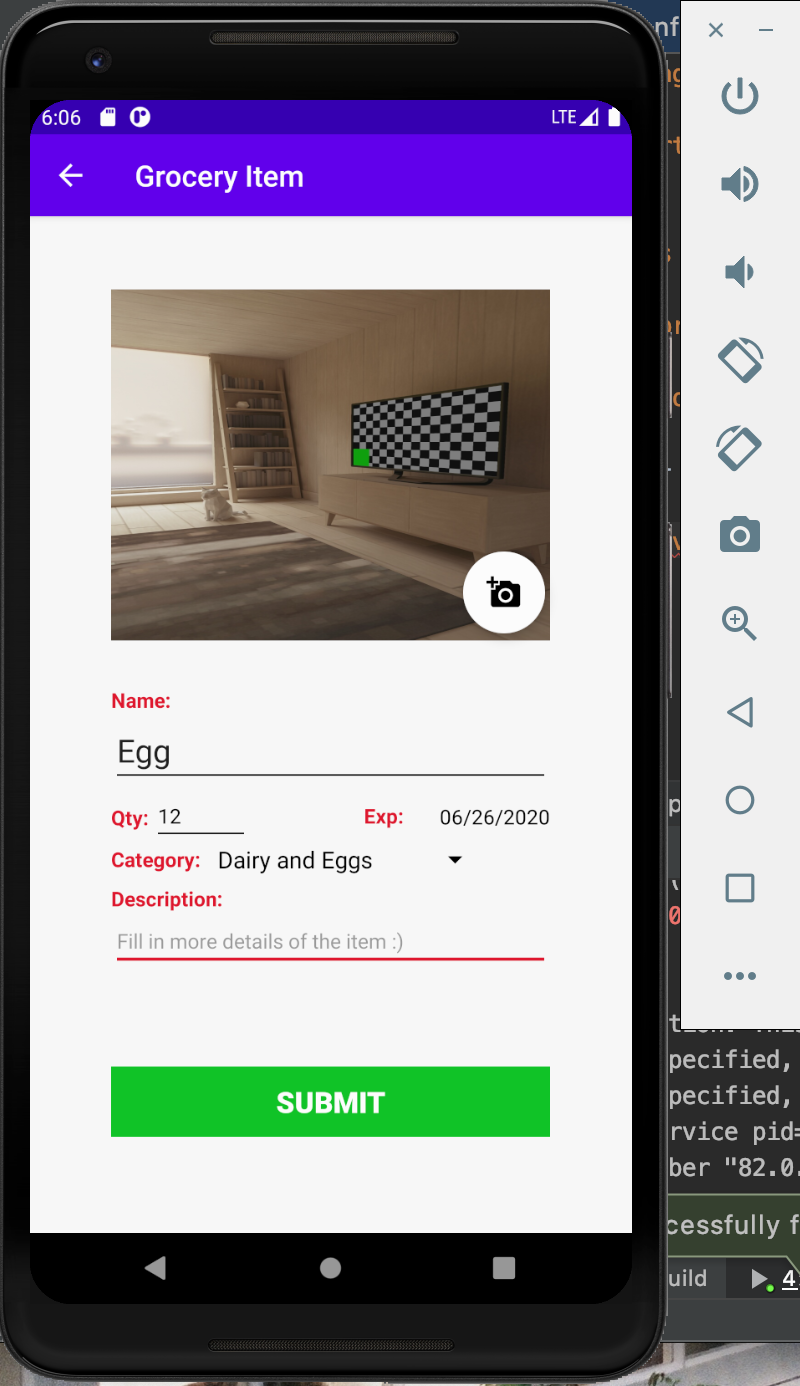 6:06
LTE
Grocery Item
Name:
Egg
Qty: 12 Exp: 06/26/2020
Category: Dairy and Eggs
Description:
Fill in more details of the item :)
SUBMIT
pecified,
pecified,
rvice pid=
ber "82.0.
cessfully f
uild 4